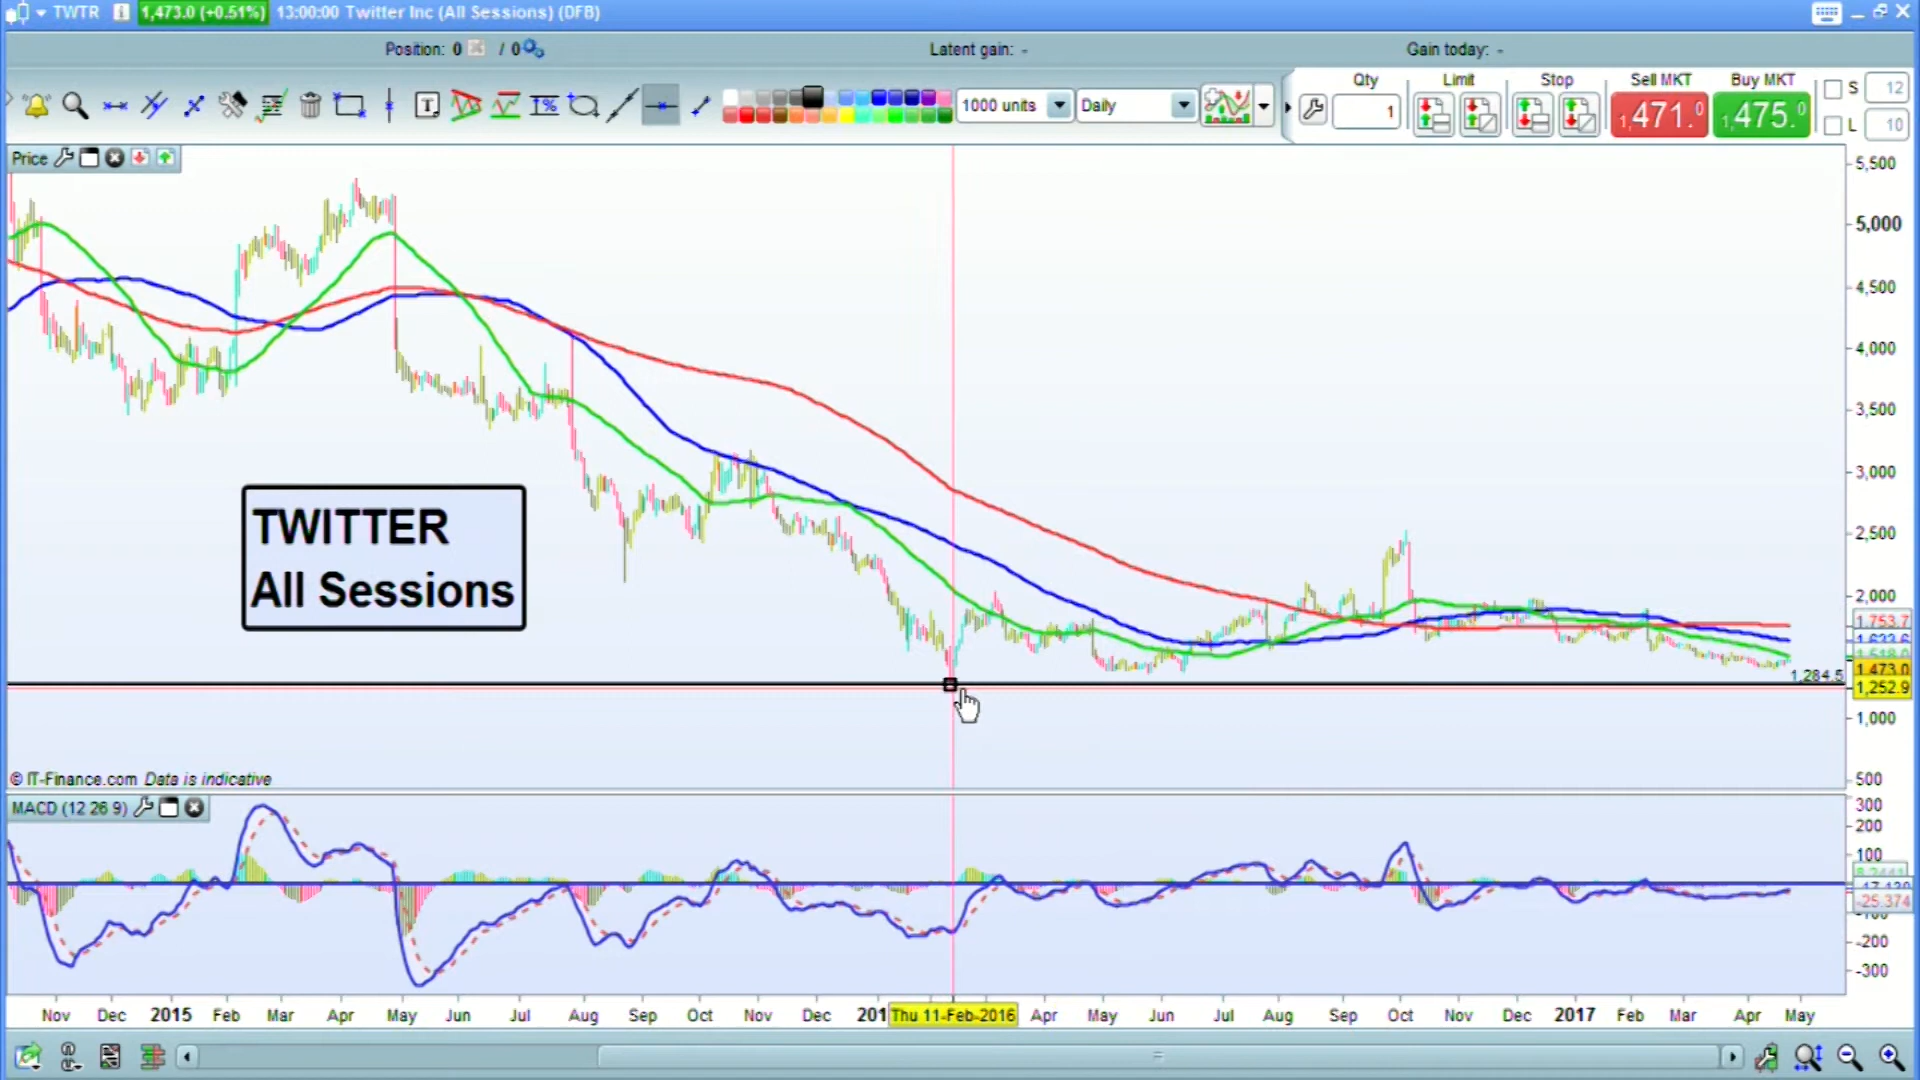 TWTR 1,473.0 (+0.51%) 13:00:00 Twitter Inc (All Sessions) (DFB)
Position: 0 / 0 Latent gain: - Gain today: -
Qty Limit Stop Sell MKT Buy MKT
1000 units Daily 1 1,471.0 1,475.0 S 12
L 10
Price
5,500
5,000
4,500
4,000
3,500
3,000
2,500
2,000
1,753.7
1,473.0
1,284.5
1,252.9
1,000
500
TWITTER
All Sessions
© IT-Finance.com Data is indicative
MACD (12 26 9)
300
200
100
-25.374
-200
-300
Nov Dec 2015 Feb Mar Apr May Jun Jul Aug Sep Oct Nov Dec 201 Thu 11-Feb-2016 Apr May Jun Jul Aug Sep Oct Nov Dec 2017 Feb Mar Apr May